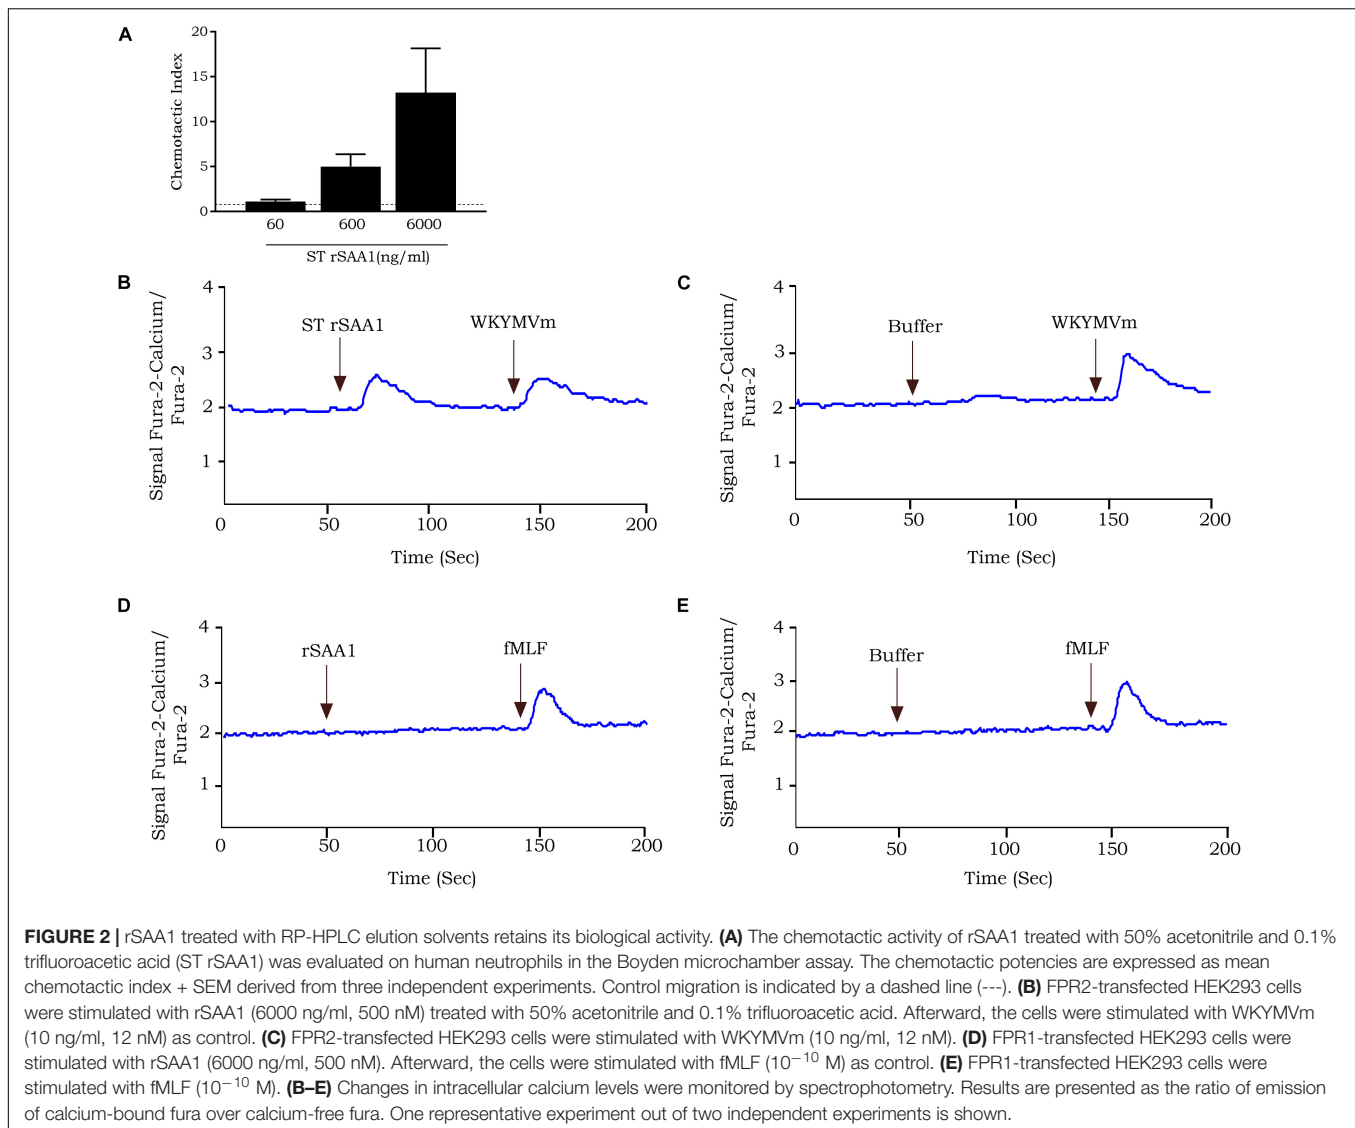 A
20
15
10
5
0
Chemotactic Index
60 600 6000
ST rSAA1(ng/ml)
B
4
3
2
1
Signal Fura-2-Calcium/
Fura-2
ST rSAA1
WKYMVm
0 50 100 150 200
Time (Sec)
C
4
3
2
1
Signal Fura-2-Calcium/
Fura-2
Buffer
WKYMVm
0 50 100 150 200
Time (Sec)
D
4
3
2
1
Signal Fura-2-Calcium/
Fura-2
rSAA1
fMLF
0 50 100 150 200
Time (Sec)
E
4
3
2
1
Signal Fura-2-Calcium/
Fura-2
Buffer
fMLF
0 50 100 150 200
Time (Sec)
FIGURE 2 | rSAA1 treated with RP-HPLC elution solvents retains its biological activity. (A) The chemotactic activity of rSAA1 treated with 50% acetonitrile and 0.1%
trifluoroacetic acid (ST rSAA1) was evaluated on human neutrophils in the Boyden microchamber assay. The chemotactic potencies are expressed as mean
chemotactic index + SEM derived from three independent experiments. Control migration is indicated by a dashed line (---). (B) FPR2-transfected HEK293 cells
were stimulated with rSAA1 (6000 ng/ml, 500 nM) treated with 50% acetonitrile and 0.1% trifluoroacetic acid. Afterward, the cells were stimulated with WKYMVm
(10 ng/ml, 12 nM) as control. (C) FPR2-transfected HEK293 cells were stimulated with WKYMVm (10 ng/ml, 12 nM). (D) FPR1-transfected HEK293 cells were
stimulated with rSAA1 (6000 ng/ml, 500 nM). Afterward, the cells were stimulated with fMLF (10⁻¹⁰ M) as control. (E) FPR1-transfected HEK293 cells were
stimulated with fMLF (10⁻¹⁰ M). (B–E) Changes in intracellular calcium levels were monitored by spectrophotometry. Results are presented as the ratio of emission
of calcium-bound fura over calcium-free fura. One representative experiment out of two independent experiments is shown.